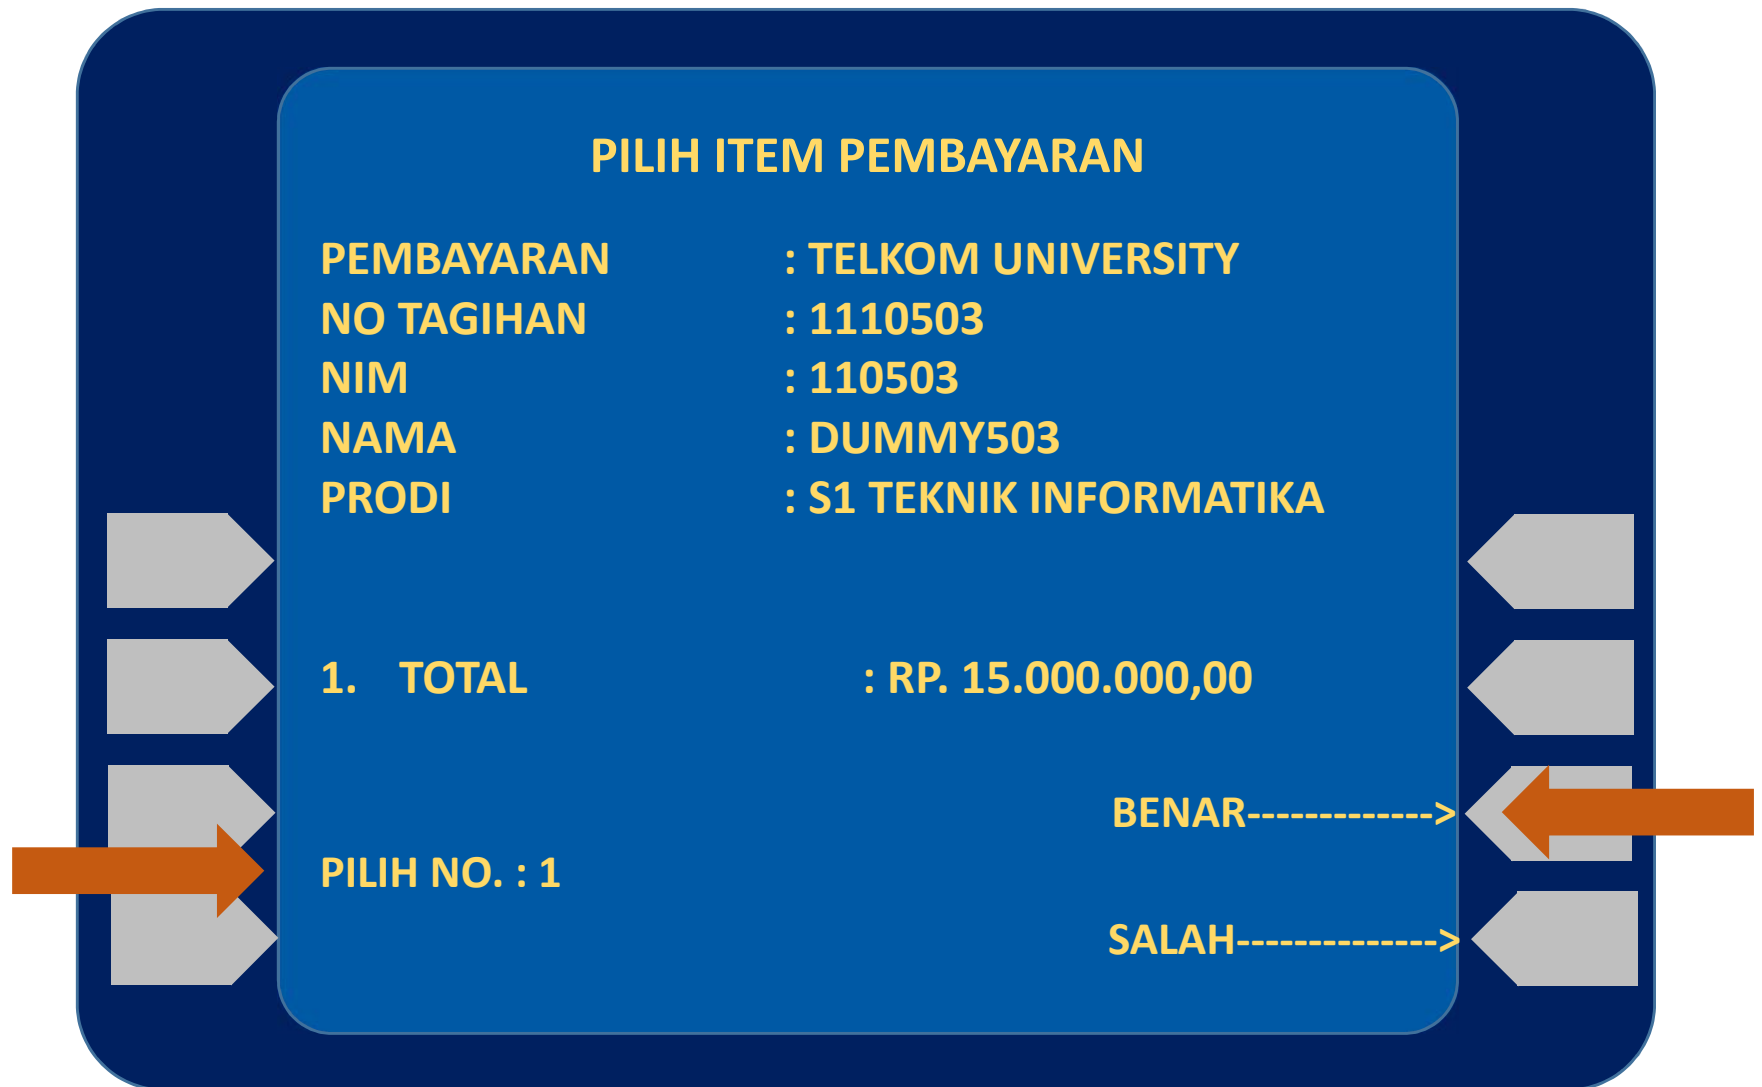 PILIH ITEM PEMBAYARAN
PEMBAYARAN : TELKOM UNIVERSITY
NO TAGIHAN : 1110503
NIM : 110503
NAMA : DUMMY503
PRODI : S1 TEKNIK INFORMATIKA
1. TOTAL : RP. 15.000.000,00
BENAR------------->
PILIH NO. : 1
SALAH-------------->